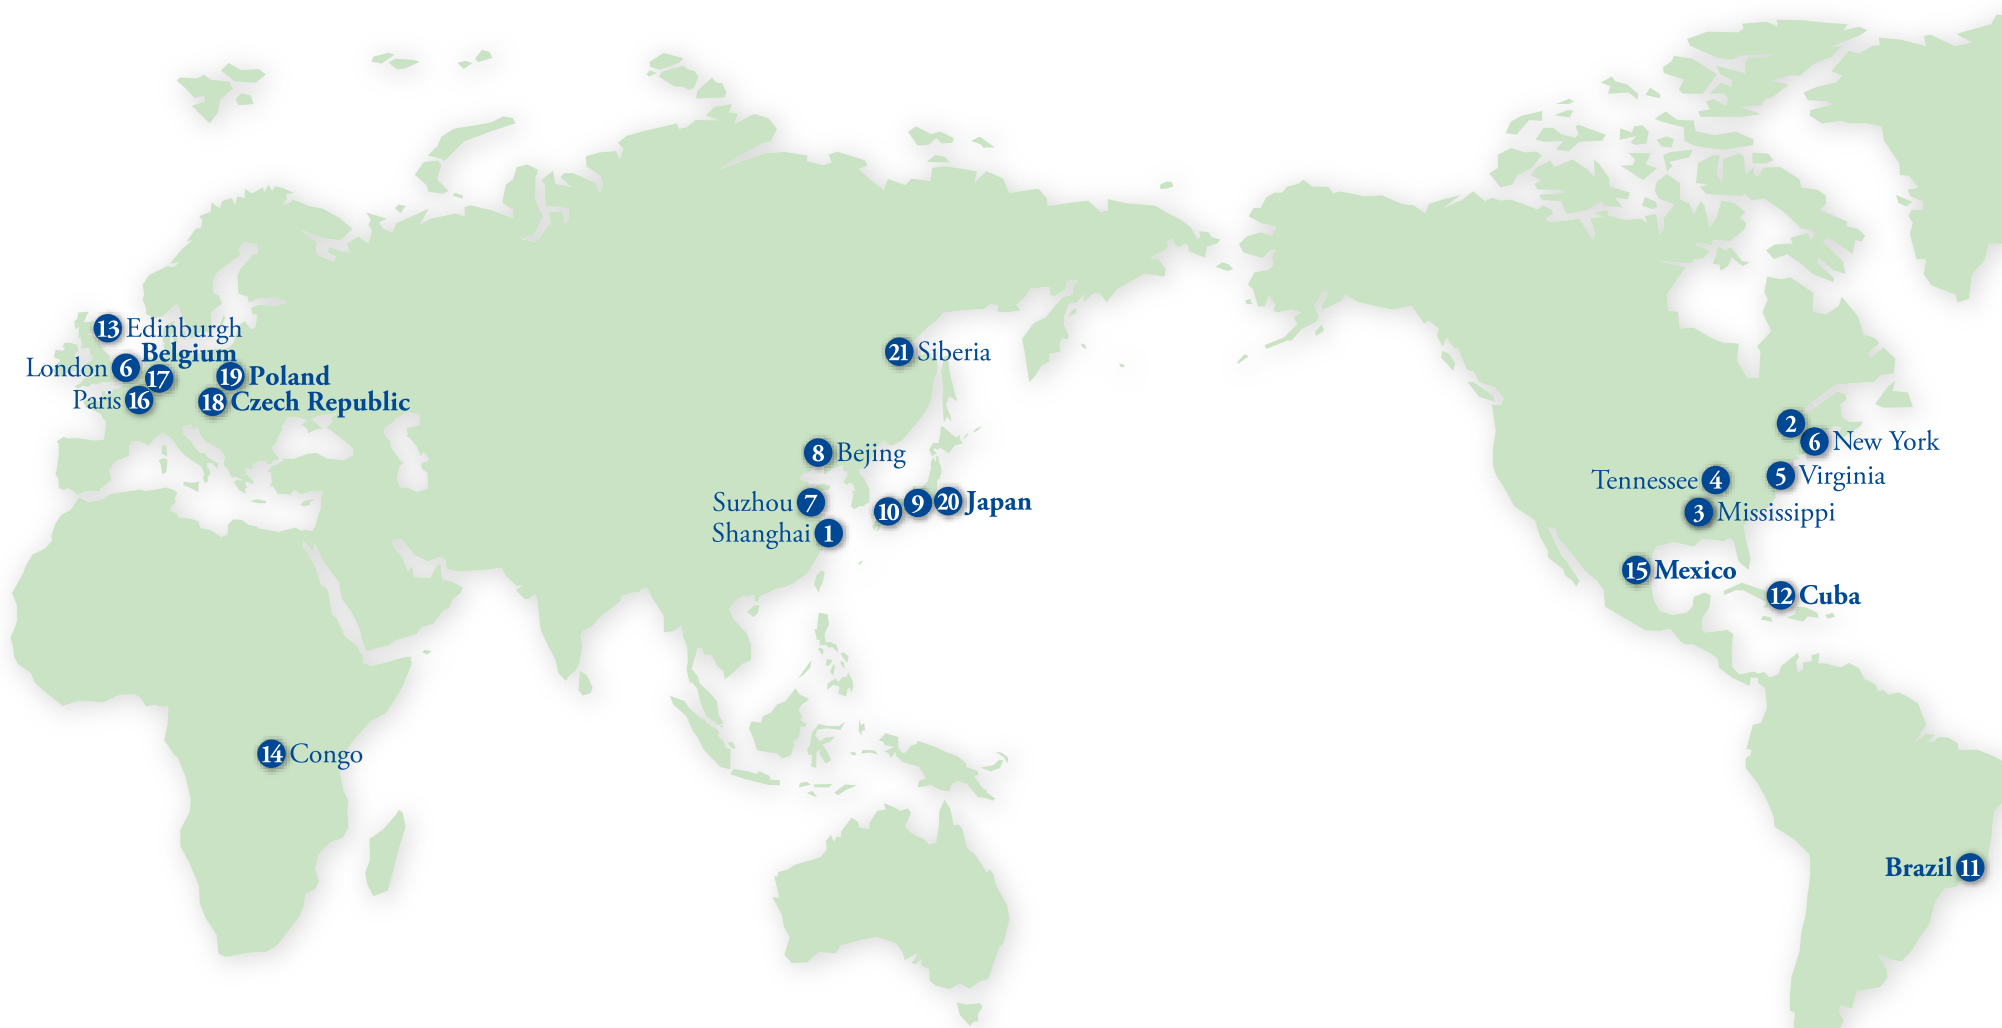 13 Edinburgh
Belgium
London 6
17
19 Poland
Paris 16
18 Czech Republic
21 Siberia
8 Bejing
Suzhou 7
10 9 20 Japan
Shanghai 1
14 Congo
2
6 New York
Tennessee 4
5 Virginia
3 Mississippi
15 Mexico
12 Cuba
Brazil 11